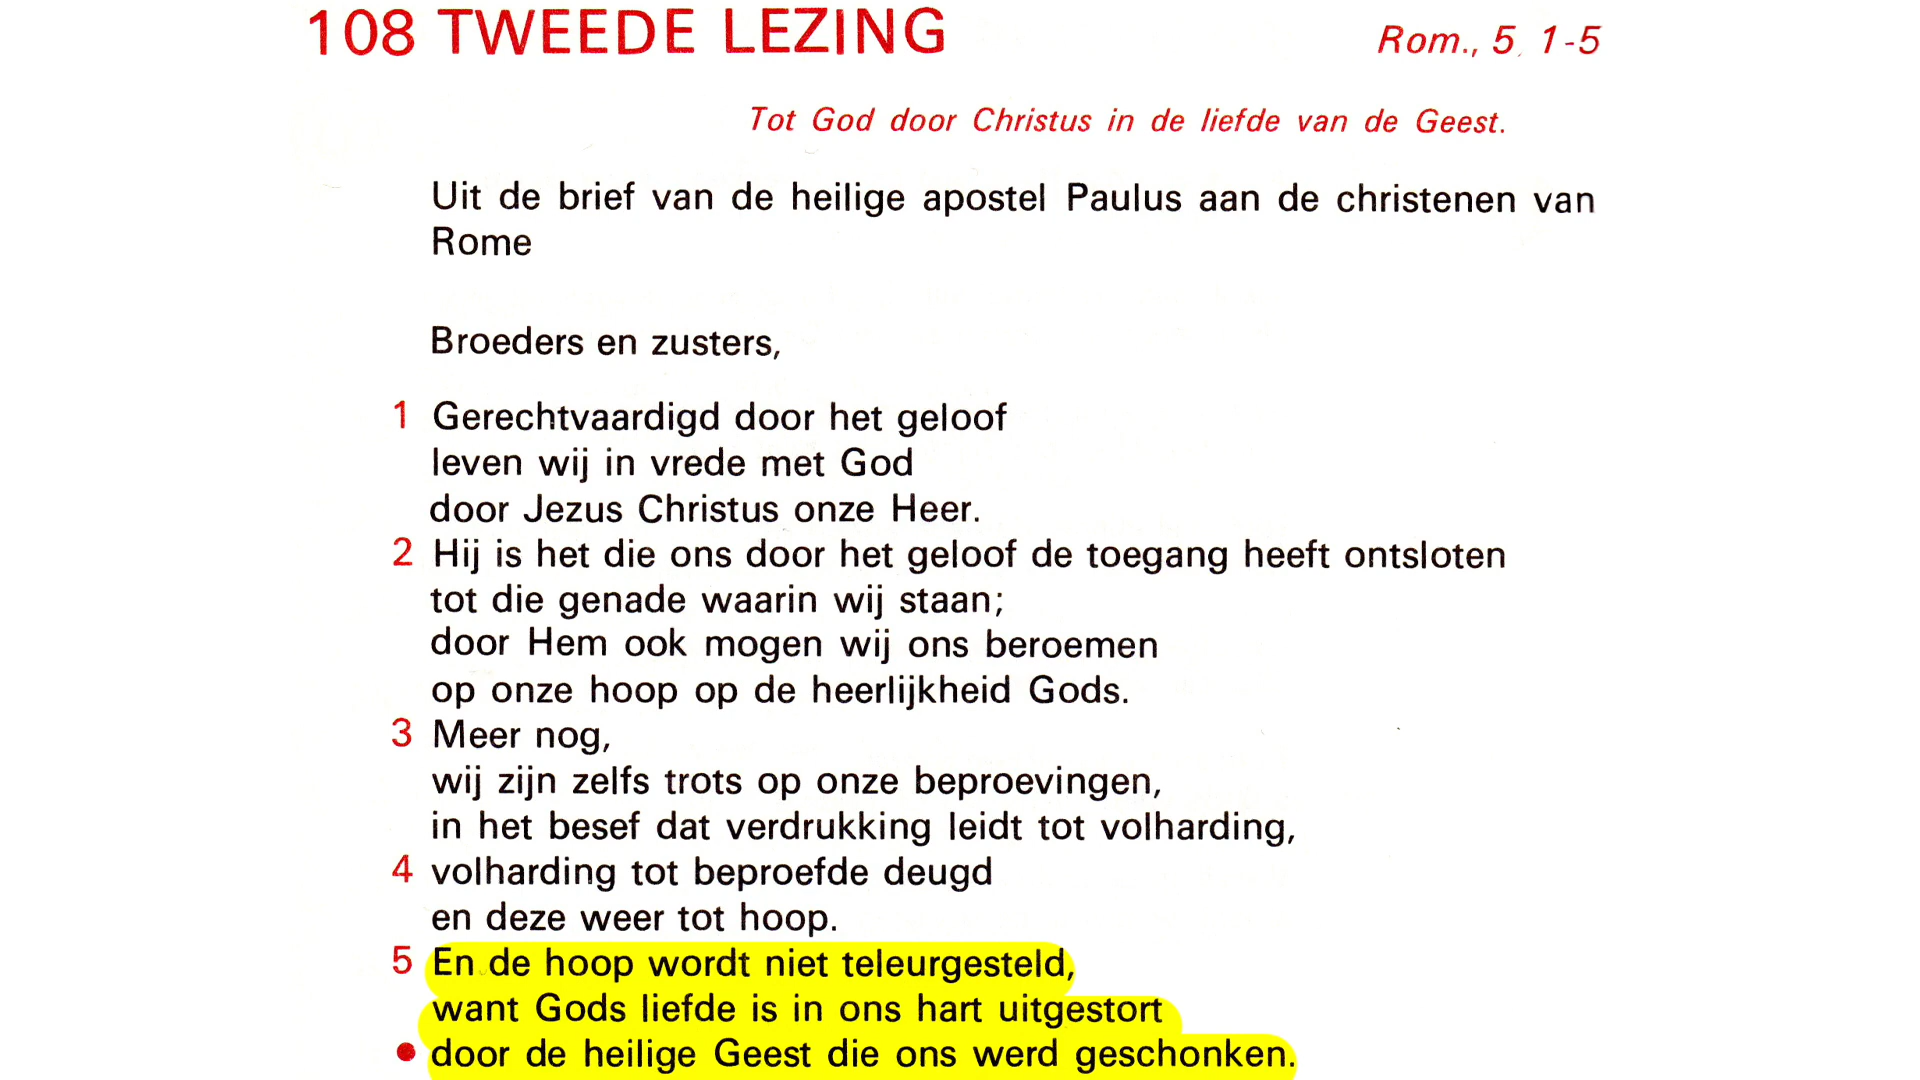 108 TWEEDE LEZING Rom., 5, 1-5
Tot God door Christus in de liefde van de Geest.
Uit de brief van de heilige apostel Paulus aan de christenen van
Rome
Broeders en zusters,
1 Gerechtvaardigd door het geloof
leven wij in vrede met God
door Jezus Christus onze Heer.
2 Hij is het die ons door het geloof de toegang heeft ontsloten
tot die genade waarin wij staan;
door Hem ook mogen wij ons beroemen
op onze hoop op de heerlijkheid Gods.
3 Meer nog,
wij zijn zelfs trots op onze beproevingen,
in het besef dat verdrukking leidt tot volharding,
4 volharding tot beproefde deugd
en deze weer tot hoop.
5 En de hoop wordt niet teleurgesteld,
want Gods liefde is in ons hart uitgestort
• door de heilige Geest die ons werd geschonken.